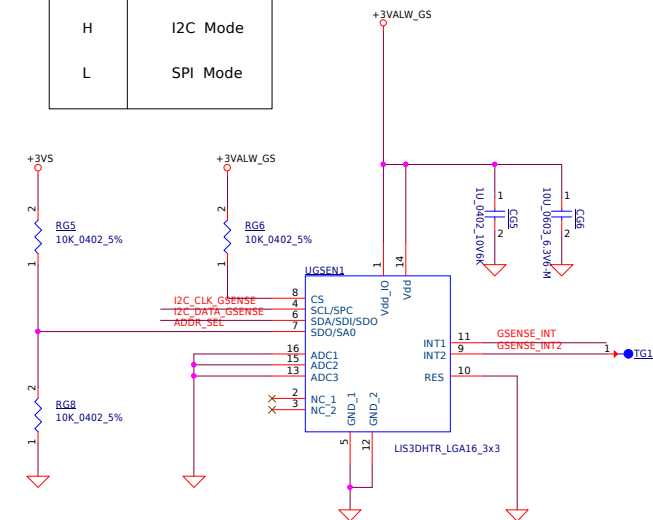 H I2C Mode
L SPI Mode
+3VALW_GS
+3VS
+3VALW_GS
2
RG5
10K_0402_5%
1
2
RG6
10K_0402_5%
1
1
CG5
1U_0402_10V6K
2
1
CG6
10U_0603_6.3V6-M
2
UGSEN1
1
Vdd_IO
14
Vdd
I2C_CLK_GSENSE
I2C_DATA_GSENSE
ADDR_SEL
8 CS
4 SCL/SPC
6 SDA/SDI/SDO
7 SDO/SA0
16 ADC1
15 ADC2
13 ADC3
2 NC_1
3 NC_2
INT1 11 GSENSE_INT
INT2 9 GSENSE_INT2 1 TG1
RES 10
GND_1
5
GND_2
12
LIS3DHTR_LGA16_3x3
2
RG8
10K_0402_5%
1